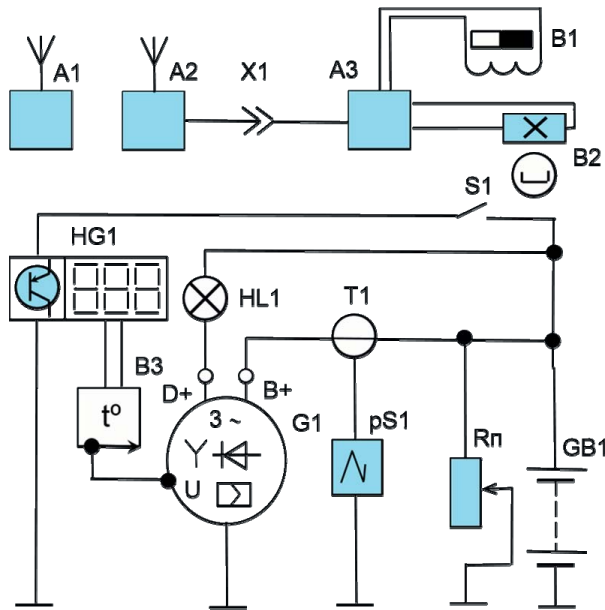 A1
A2
X1
A3
B1
B2
S1
HG1
HL1
T1
B3
D+
B+
t°
3 ~
G1
pS1
Rп
GB1
U